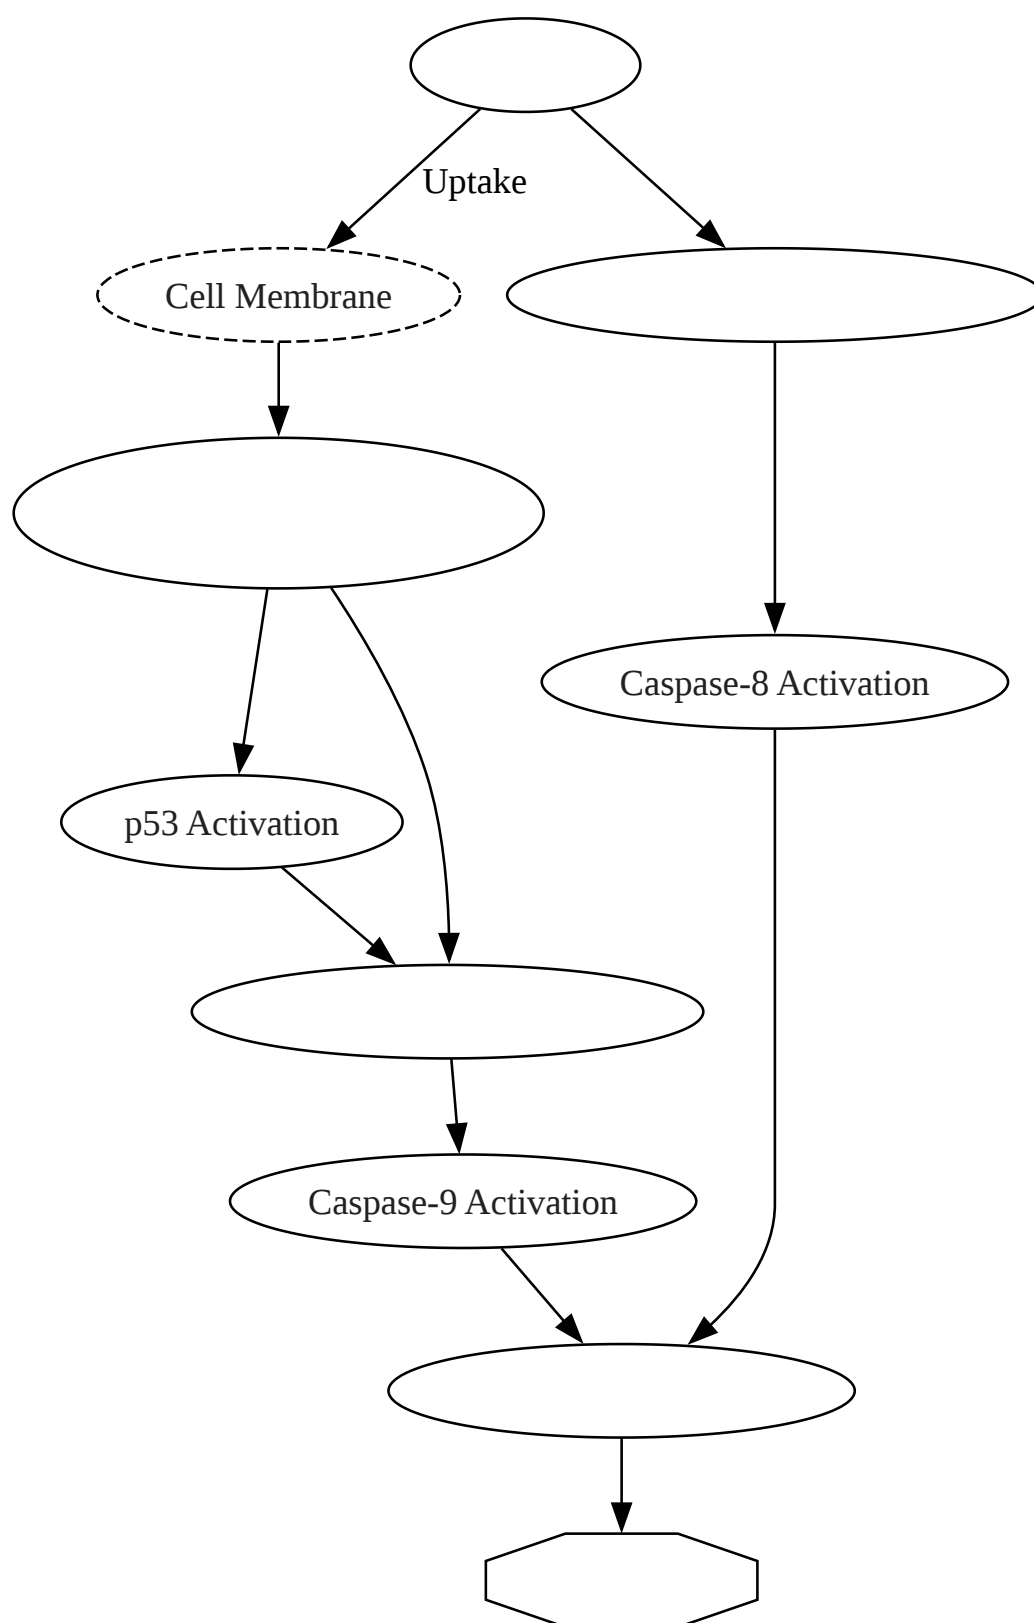 Uptake
Cell Membrane
Caspase-8 Activation
p53 Activation
Caspase-9 Activation